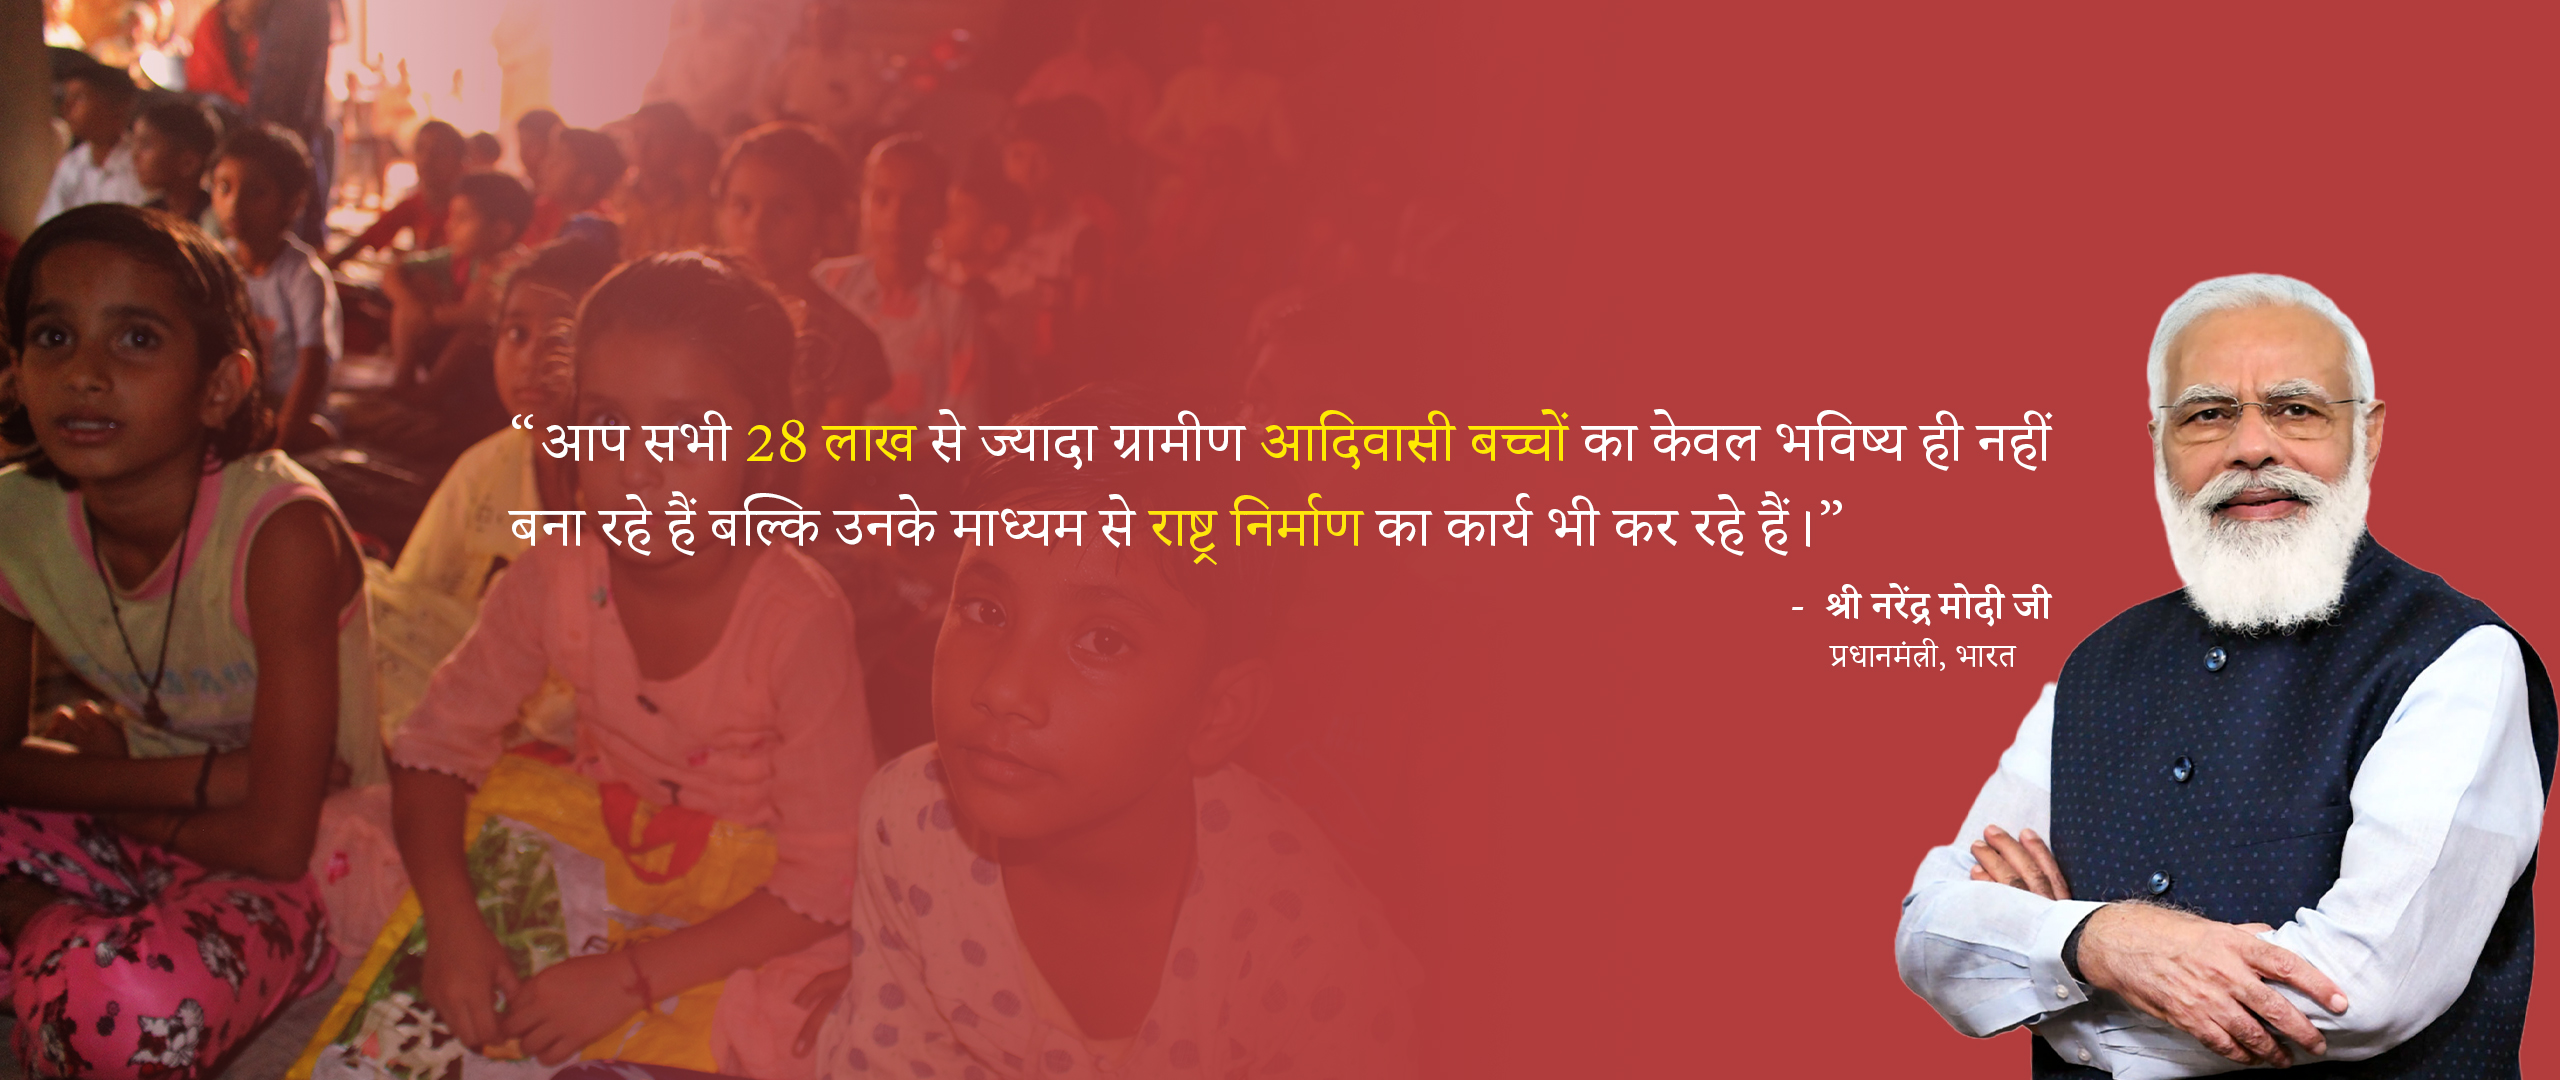 “आप सभी 28 लाख से ज्यादा ग्रामीण आदिवासी बच्चों का केवल भविष्य ही नहीं
बना रहे हैं बल्कि उनके माध्यम से राष्ट्र निर्माण का कार्य भी कर रहे हैं।”
- श्री नरेंद्र मोदी जी
प्रधानमंत्री, भारत